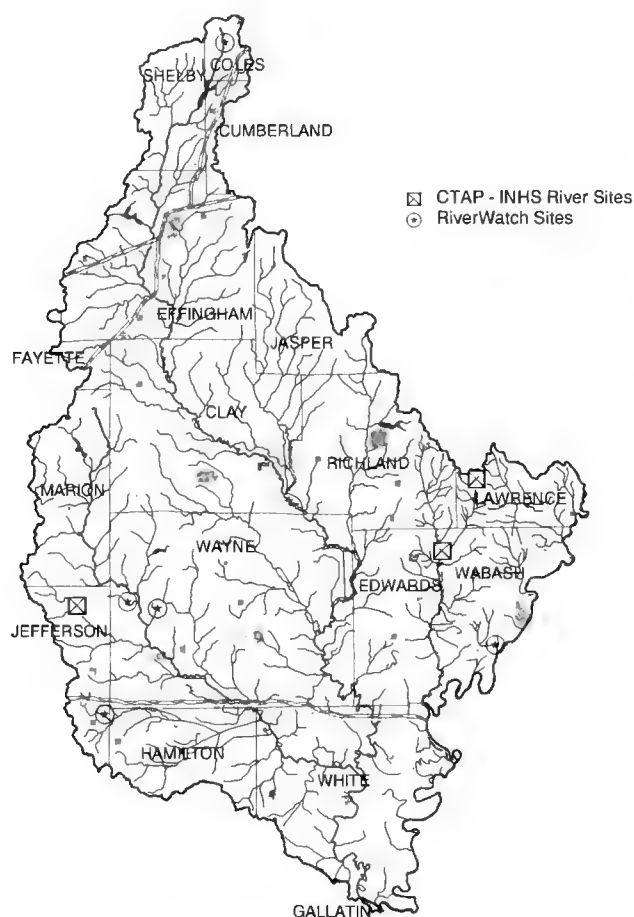 SHELBY
COLES
CUMBERLAND
CTAP - INHS River Sites
RiverWatch Sites
EFFINGHAM
FAYETTE
JASPER
CLAY
RICHLAND
MARION
LAWRENCE
WAYNE
EDWARDS
WABASH
JEFFERSON
HAMILTON
WHITE
GALLATIN